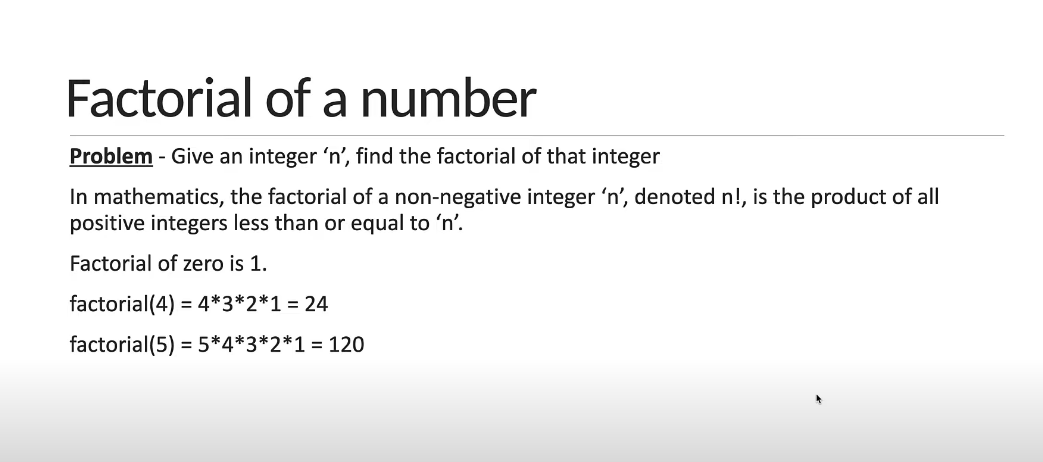 Factorial of a number
Problem - Give an integer ‘n’, find the factorial of that integer
In mathematics, the factorial of a non-negative integer ‘n’, denoted n!, is the product of all
positive integers less than or equal to ‘n’.
Factorial of zero is 1.
factorial(4) = 4*3*2*1 = 24
factorial(5) = 5*4*3*2*1 = 120